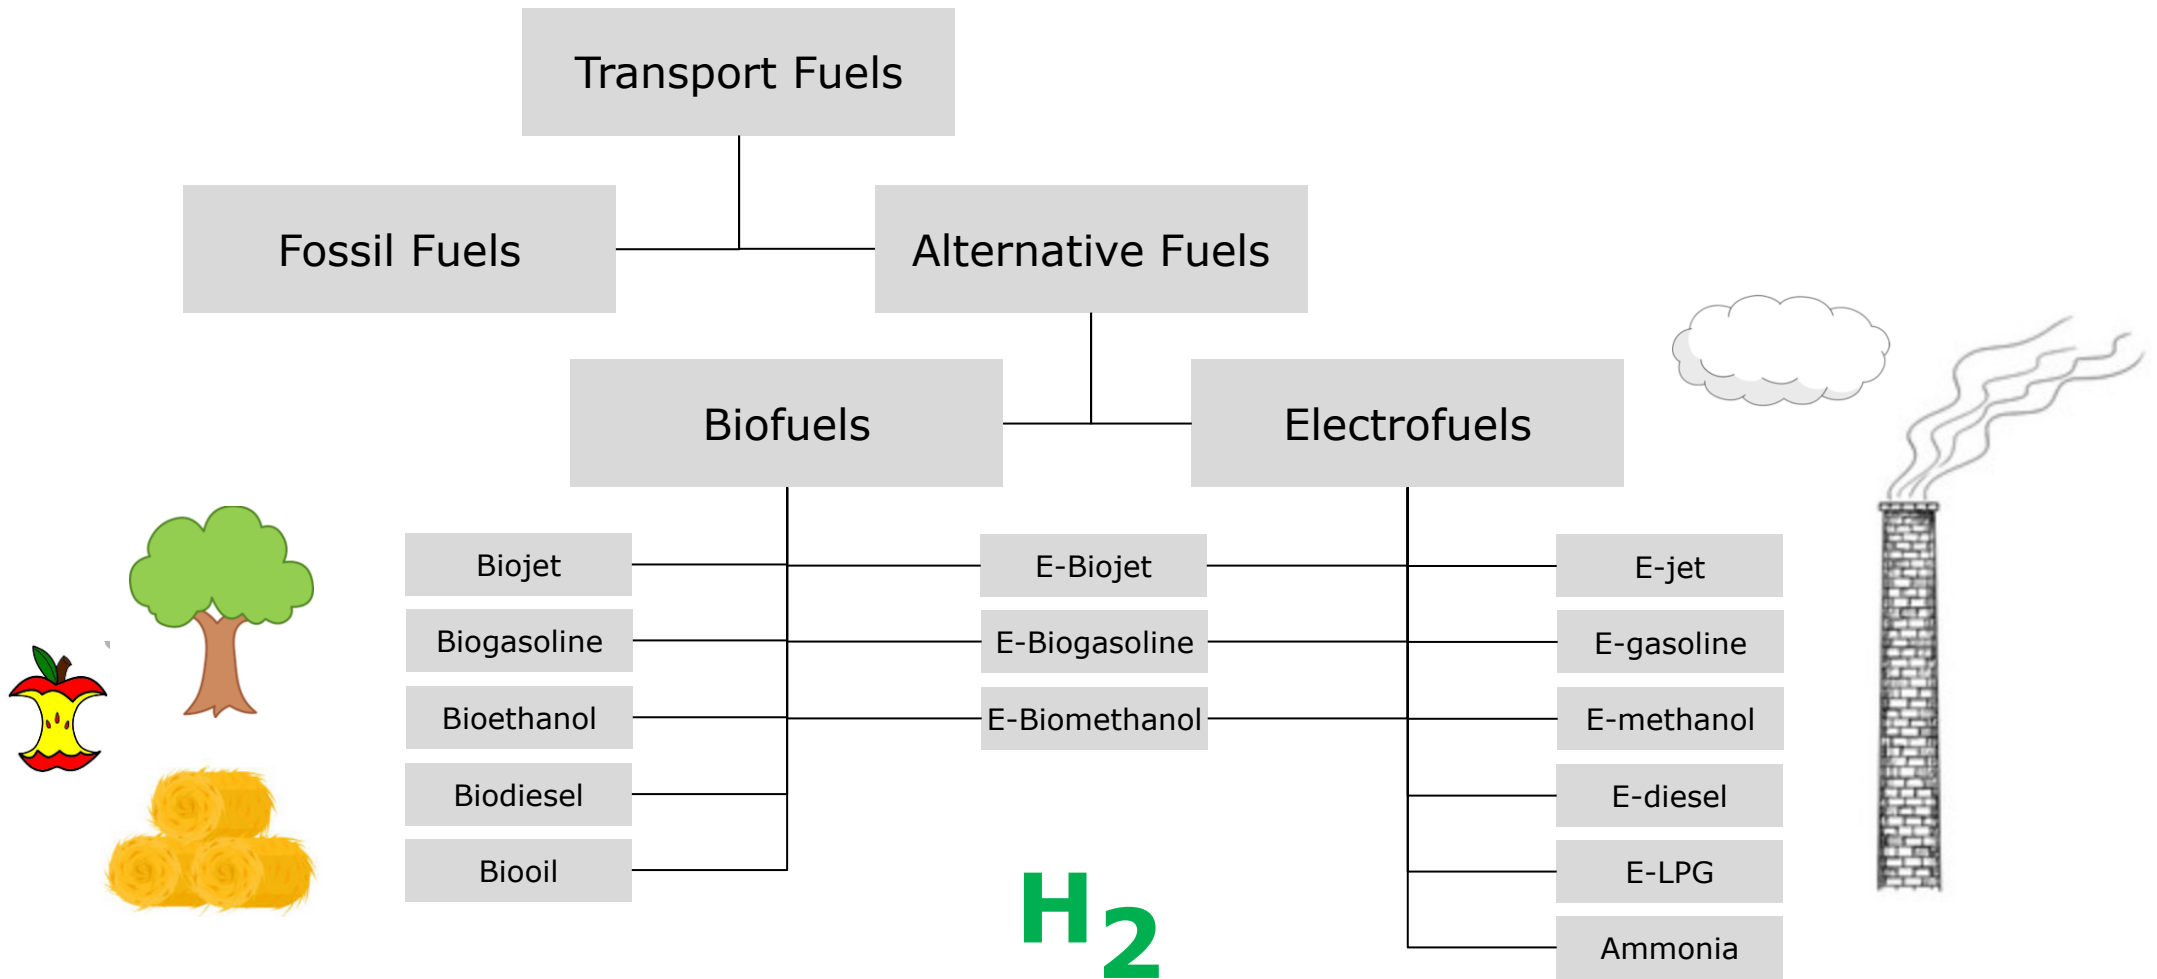 Transport Fuels
Fossil Fuels
Alternative Fuels
Biofuels
Electrofuels
Biojet
E-Biojet
E-jet
Biogasoline
E-Biogasoline
E-gasoline
Bioethanol
E-Biomethanol
E-methanol
Biodiesel
E-diesel
Biooil
E-LPG
H2
Ammonia